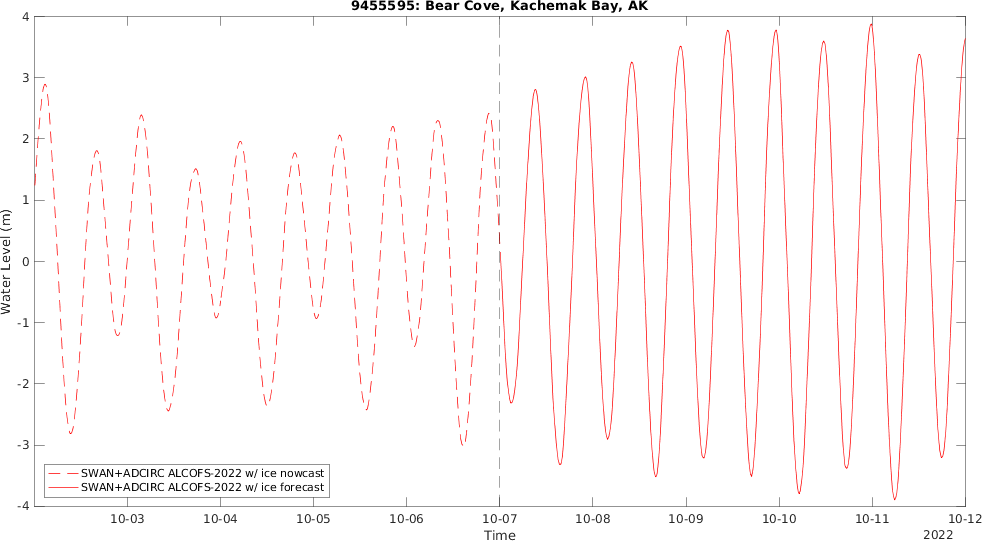 9455595: Bear Cove, Kachemak Bay, AK
4
3
2
1
0
-1
-2
-3
-4
Water Level (m)
SWAN+ADCIRC ALCOFS-2022 w/ ice nowcast
SWAN+ADCIRC ALCOFS-2022 w/ ice forecast
10-03 10-04 10-05 10-06 10-07 10-08 10-09 10-10 10-11 10-12
Time
2022